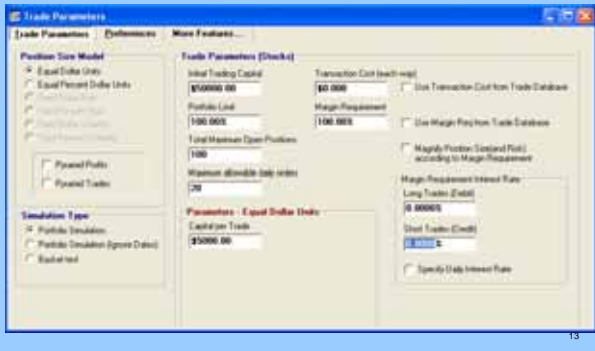 Trade Parameters
Trade Parameters Preferences More Features...
Position Size Model
Equal Dollar Units
Equal Percent Dollar Units
Pyramid Profits
Pyramid Trades
Simulation Type
Portfolio Simulation
Portfolio Simulation (Ignore Dates)
Basket test
Trade Parameters (Stocks)
Initial Trading Capital
$50000.00
Portfolio Limit
100.00%
Total Maximum Open Positions
100
Maximum allowable daily orders
20
Parameters - Equal Dollar Units
Capital per Trade
$5000.00
Transaction Cost (each way)
$0.000
Use Transaction Cost from Trade Database
Margin Requirement
100.00%
Use Margin Req from Trade Database
Magnify Position Size(and Risk)
according to Margin Requirement
Margin Requirement Interest Rate
Long Trades (Debit)
0.0000%
Short Trades (Credit)
0.0000%
Specify Daily Interest Rate
13